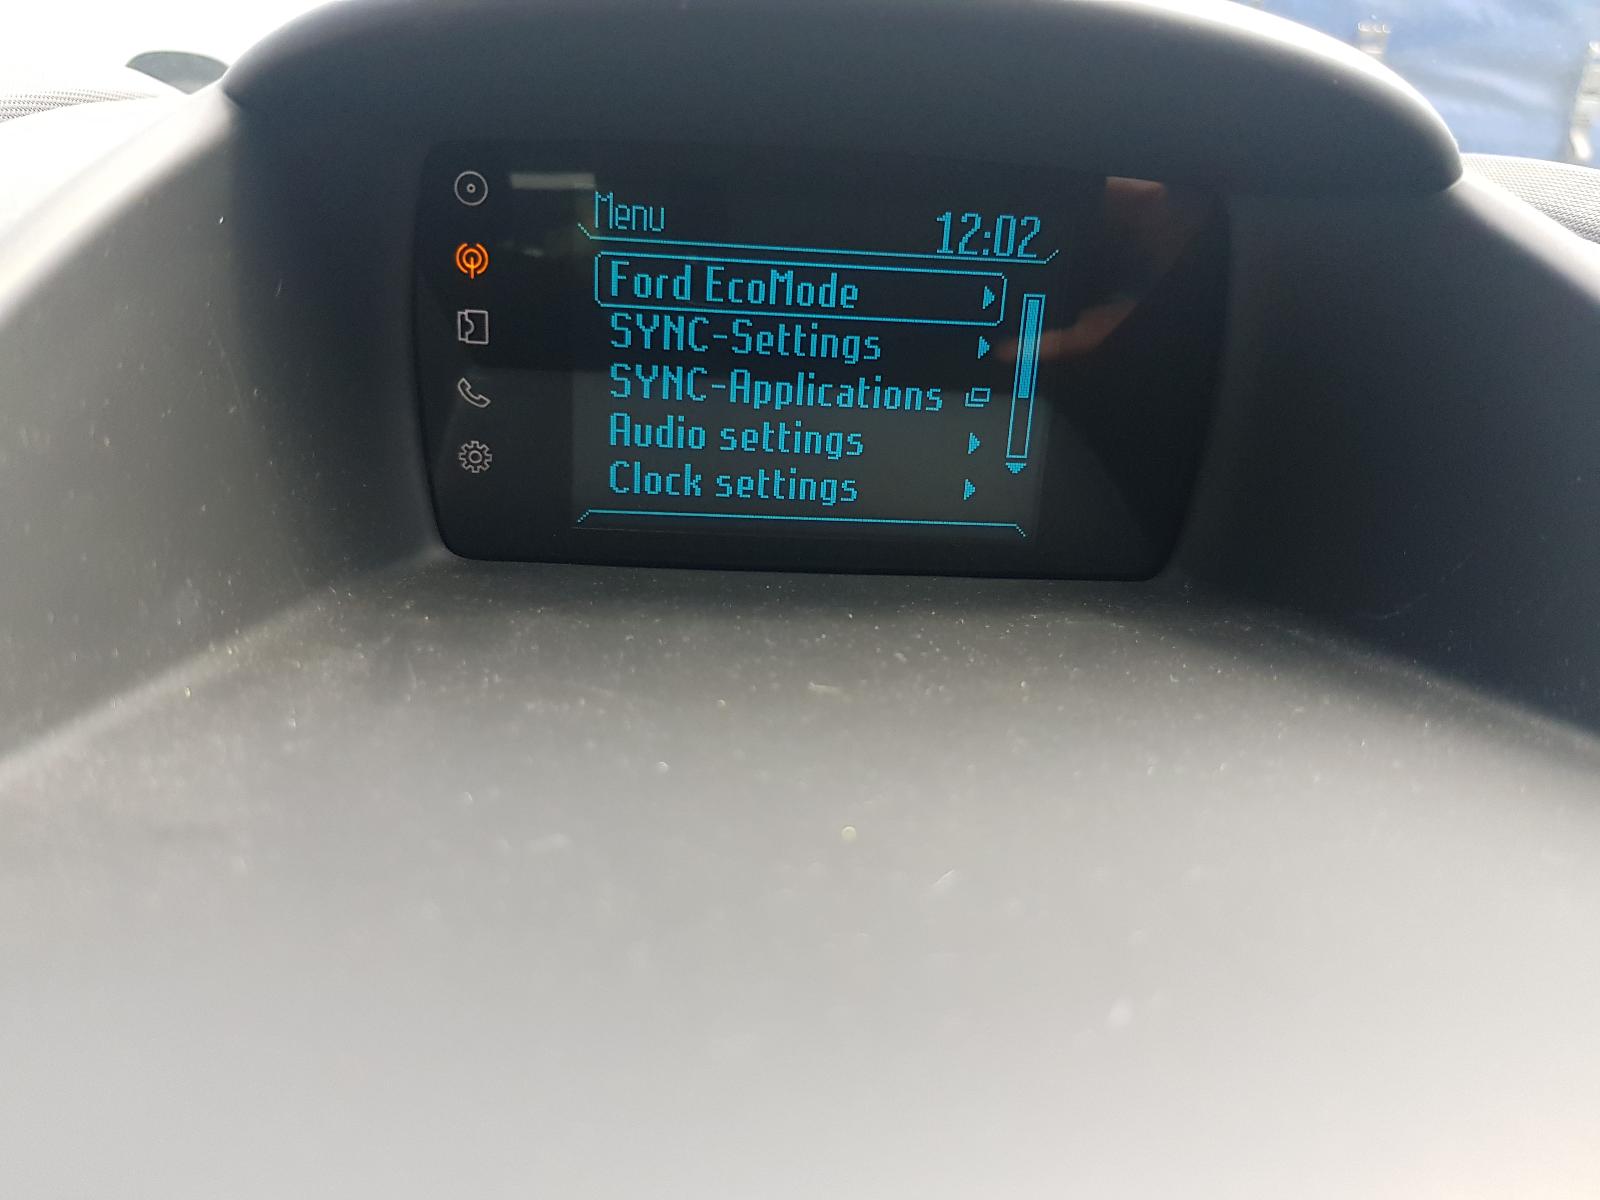 Menu
12:02
Ford EcoMode
SYNC-Settings
SYNC-Applications
Audio settings
Clock settings